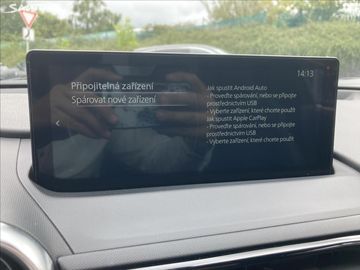 14:13
Připojitelná zařízení
Spárovat nové zařízení
Jak spustit Android Auto
- Proveďte spárování, nebo se připojte
prostřednictvím USB
- Vyberte zařízení, které chcete použít
Jak spustit Apple CarPlay
- Proveďte spárování, nebo se připojte
prostřednictvím USB
- Vyberte zařízení, které chcete použít